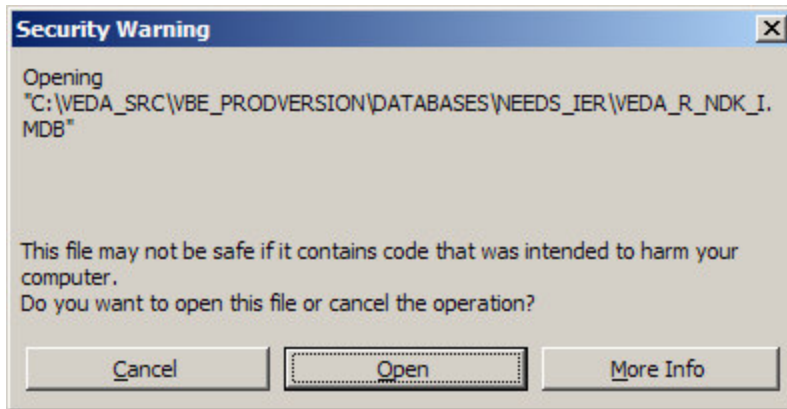 Security Warning
Opening
"C:\VEDA_SRC\VBE_PRODVERSION\DATABASES\NEEDS_IER\VEDA_R_NDK_I.
MDB"
This file may not be safe if it contains code that was intended to harm your
computer.
Do you want to open this file or cancel the operation?
Cancel
Open
More Info